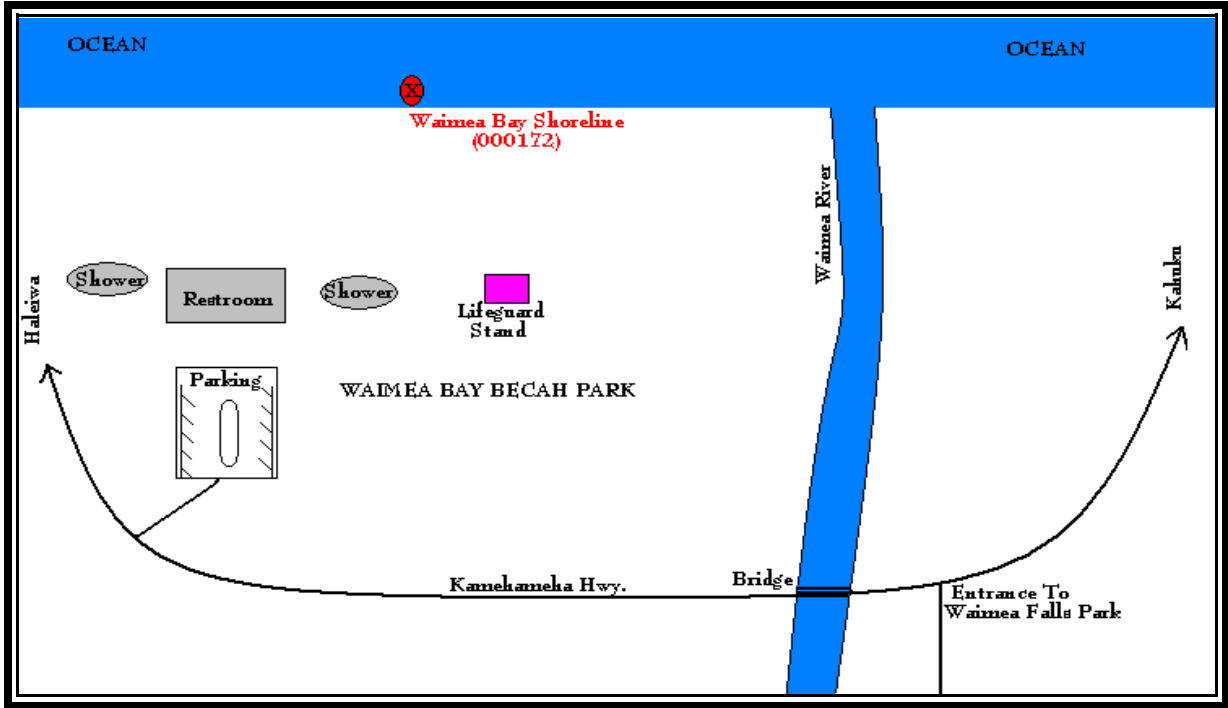 OCEAN
OCEAN
X
Waimea Bay Shoreline
(000172)
Waimea River
Kahuku
Haleiwa
Shower
Restroom
Shower
Lifeguard
Stand
Parking
WAIMEA BAY BECAH PARK
Kamehameha Hwy.
Bridge
Entrance To
Waimea Falls Park